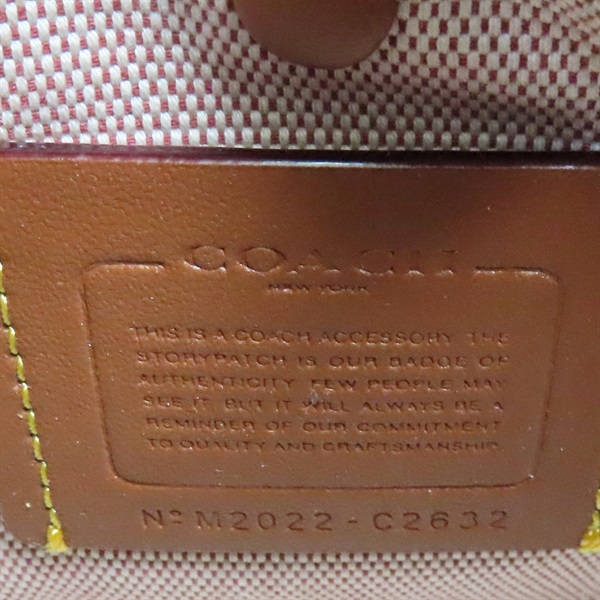 COACH
NEW YORK
THIS IS A COACH ACCESSORY. THE
STORYPATCH IS OUR BADGE OF
AUTHENTICITY. FEW PEOPLE MAY
SEE IT, BUT IT WILL ALWAYS BE A
REMINDER OF OUR COMMITMENT
TO QUALITY AND CRAFTSMANSHIP.
Nº M2022-C2632